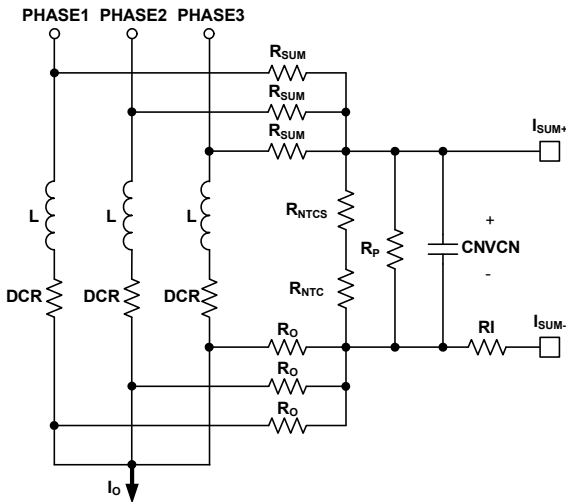 PHASE1 PHASE2 PHASE3
RSUM
RSUM
RSUM
ISUM+
L
L
L
RNTCS
RP
+
CNVCN
-
RNTC
DCR
DCR
DCR
RO
RO
RO
RI
ISUM-
IO